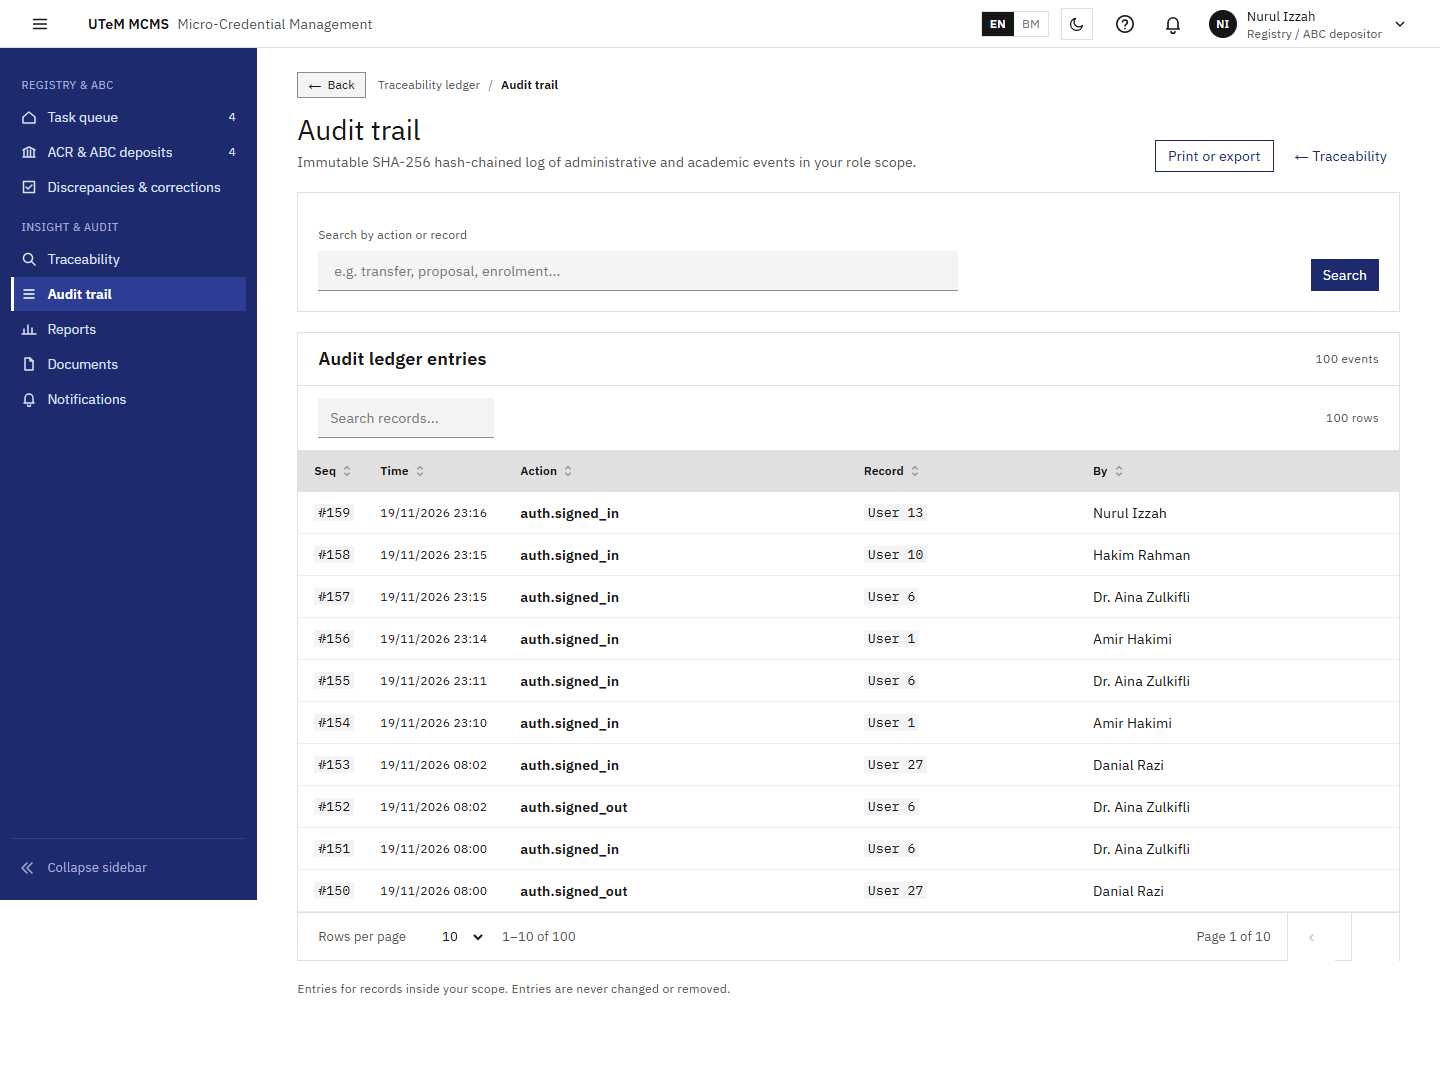 UTeM MCMS Micro-Credential Management
EN BM
NI
Nurul Izzah
Registry / ABC depositor
REGISTRY & ABC
Task queue 4
ACR & ABC deposits 4
Discrepancies & corrections
INSIGHT & AUDIT
Traceability
Audit trail
Reports
Documents
Notifications
Collapse sidebar
← Back Traceability ledger / Audit trail
Audit trail
Immutable SHA-256 hash-chained log of administrative and academic events in your role scope.
Print or export ← Traceability
Search by action or record
e.g. transfer, proposal, enrolment...
Search
Audit ledger entries 100 events
Search records... 100 rows
Seq Time Action Record By
#159 19/11/2026 23:16 auth.signed_in User 13 Nurul Izzah
#158 19/11/2026 23:15 auth.signed_in User 10 Hakim Rahman
#157 19/11/2026 23:15 auth.signed_in User 6 Dr. Aina Zulkifli
#156 19/11/2026 23:14 auth.signed_in User 1 Amir Hakimi
#155 19/11/2026 23:11 auth.signed_in User 6 Dr. Aina Zulkifli
#154 19/11/2026 23:10 auth.signed_in User 1 Amir Hakimi
#153 19/11/2026 08:02 auth.signed_in User 27 Danial Razi
#152 19/11/2026 08:02 auth.signed_out User 6 Dr. Aina Zulkifli
#151 19/11/2026 08:00 auth.signed_in User 6 Dr. Aina Zulkifli
#150 19/11/2026 08:00 auth.signed_out User 27 Danial Razi
Rows per page 10 1–10 of 100 Page 1 of 10 ‹
Entries for records inside your scope. Entries are never changed or removed.